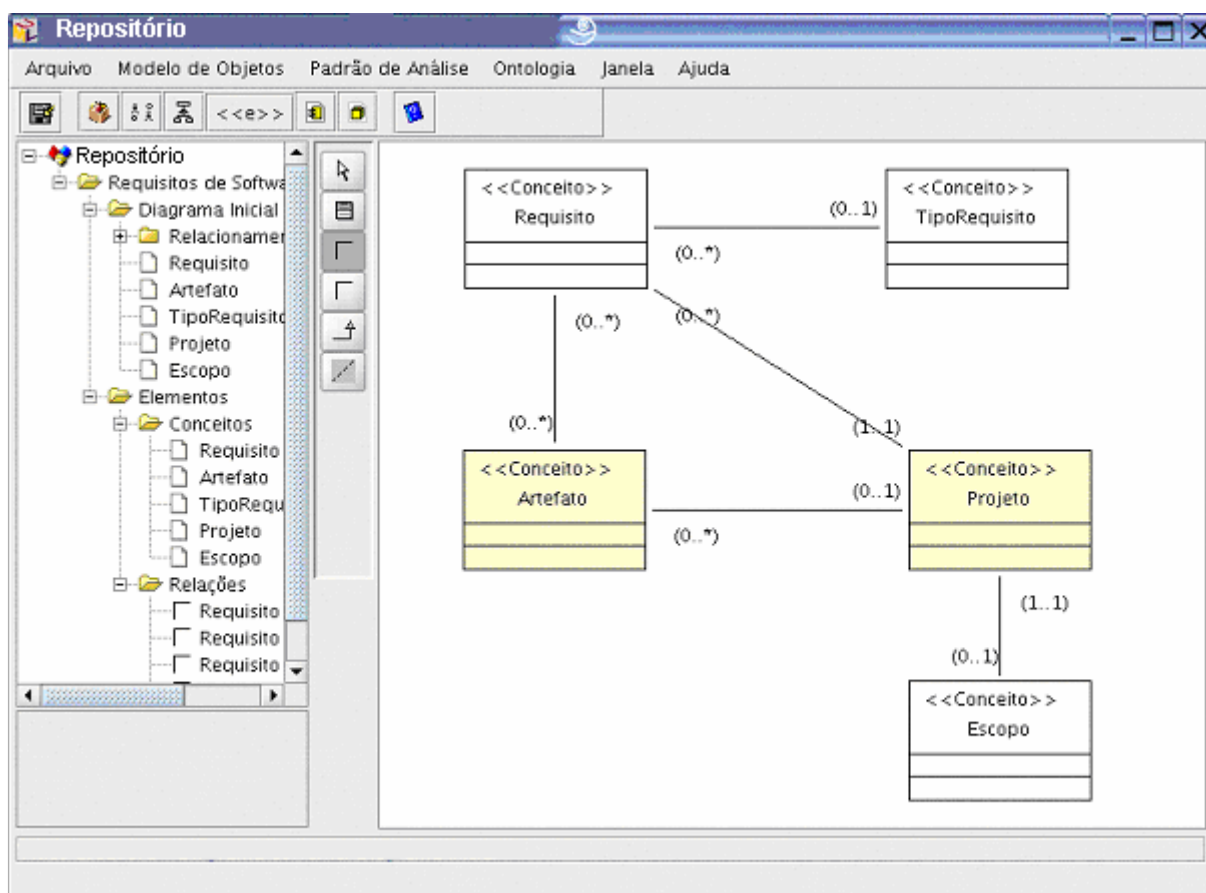 Repositório
Arquivo Modelo de Objetos Padrão de Análise Ontologia Janela Ajuda
<<e>>
Repositório
Requisitos de Softwa
Diagrama Inicial
Relacionamer
Requisito
Artefato
TipoRequisito
Projeto
Escopo
Elementos
Conceitos
Requisito
Artefato
TipoRequ
Projeto
Escopo
Relações
Requisito
Requisito
Requisito
<<Conceito>>
Requisito
(0..*)
(0..1)
<<Conceito>>
TipoRequisito
(0..*)
(0..*)
(0..*)
(1..1)
<<Conceito>>
Artefato
(0..*)
(0..1)
<<Conceito>>
Projeto
(1..1)
(0..1)
<<Conceito>>
Escopo